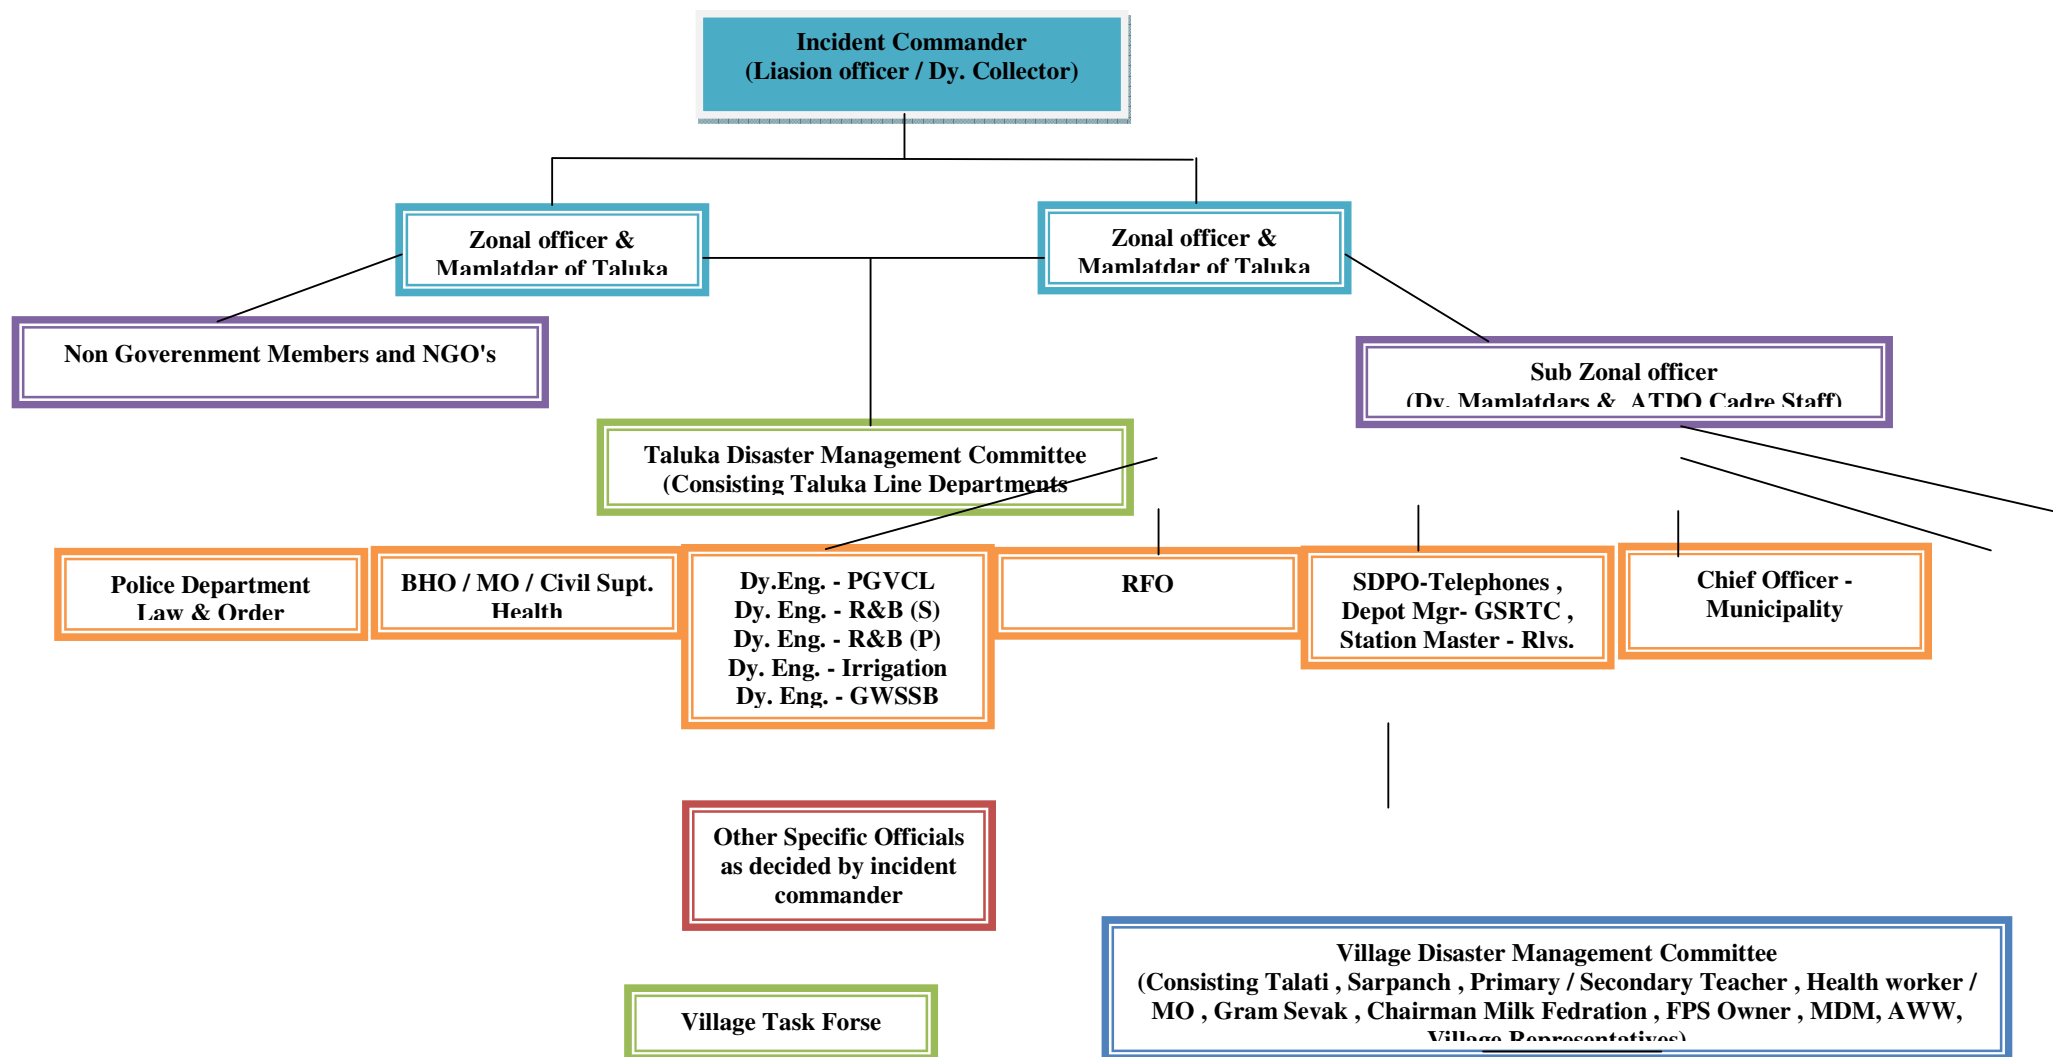 Incident Commander
(Liasion officer / Dy. Collector)
Zonal officer &
Mamlatdar of Taluka
Zonal officer &
Mamlatdar of Taluka
Non Goverenment Members and NGO's
Sub Zonal officer
(Dy. Mamlatdars & ATDO Cadre Staff)
Taluka Disaster Management Committee
(Consisting Taluka Line Departments
Police Department
Law & Order
BHO / MO / Civil Supt.
Health
Dy.Eng. - PGVCL
Dy. Eng. - R&B (S)
Dy. Eng. - R&B (P)
Dy. Eng. - Irrigation
Dy. Eng. - GWSSB
RFO
SDPO-Telephones ,
Depot Mgr- GSRTC ,
Station Master - Rlys.
Chief Officer -
Municipality
Other Specific Officials
as decided by incident
commander
Village Disaster Management Committee
(Consisting Talati , Sarpanch , Primary / Secondary Teacher , Health worker /
MO , Gram Sevak , Chairman Milk Fedration , FPS Owner , MDM, AWW,
Village Representatives)
Village Task Forse